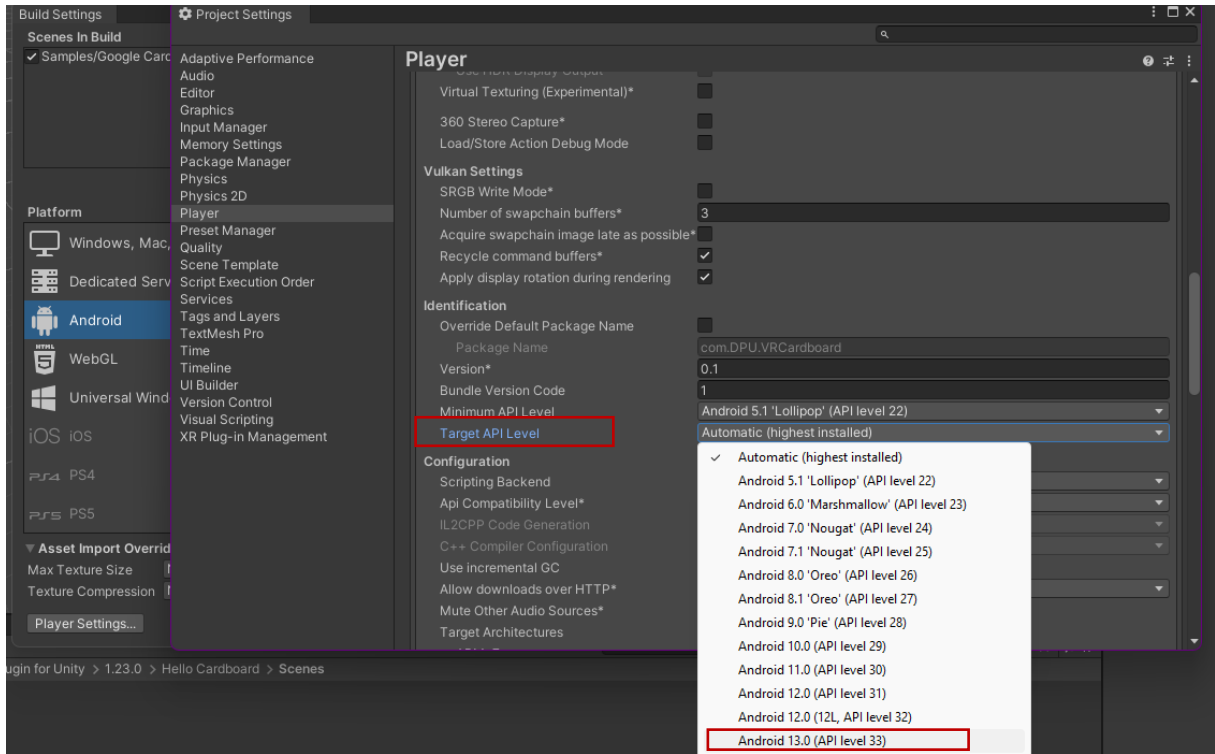 Build Settings
Project Settings
Scenes In Build
Samples/Google Card
Adaptive Performance
Audio
Editor
Graphics
Input Manager
Memory Settings
Package Manager
Physics
Physics 2D
Player
Preset Manager
Quality
Scene Template
Script Execution Order
Services
Tags and Layers
TextMesh Pro
Time
Timeline
UI Builder
Version Control
Visual Scripting
XR Plug-in Management
Platform
Windows, Mac,
Dedicated Serv
Android
HTML
WebGL
Universal Wind
iOS iOS
PS4 PS4
PS5 PS5
Asset Import Overrid
Max Texture Size
Texture Compression
Player Settings...
Player
Use HDR Display Output
Virtual Texturing (Experimental)*
360 Stereo Capture*
Load/Store Action Debug Mode
Vulkan Settings
SRGB Write Mode*
Number of swapchain buffers* 3
Acquire swapchain image late as possible*
Recycle command buffers*
Apply display rotation during rendering
Identification
Override Default Package Name
Package Name com.DPU.VRCardboard
Version* 0.1
Bundle Version Code 1
Minimum API Level Android 5.1 'Lollipop' (API level 22)
Target API Level Automatic (highest installed)
Configuration
Scripting Backend
Api Compatibility Level*
IL2CPP Code Generation
C++ Compiler Configuration
Use incremental GC
Allow downloads over HTTP*
Mute Other Audio Sources*
Target Architectures
Automatic (highest installed)
Android 5.1 'Lollipop' (API level 22)
Android 6.0 'Marshmallow' (API level 23)
Android 7.0 'Nougat' (API level 24)
Android 7.1 'Nougat' (API level 25)
Android 8.0 'Oreo' (API level 26)
Android 8.1 'Oreo' (API level 27)
Android 9.0 'Pie' (API level 28)
Android 10.0 (API level 29)
Android 11.0 (API level 30)
Android 12.0 (API level 31)
Android 12.0 (12L, API level 32)
Android 13.0 (API level 33)
ugin for Unity > 1.23.0 > Hello Cardboard > Scenes